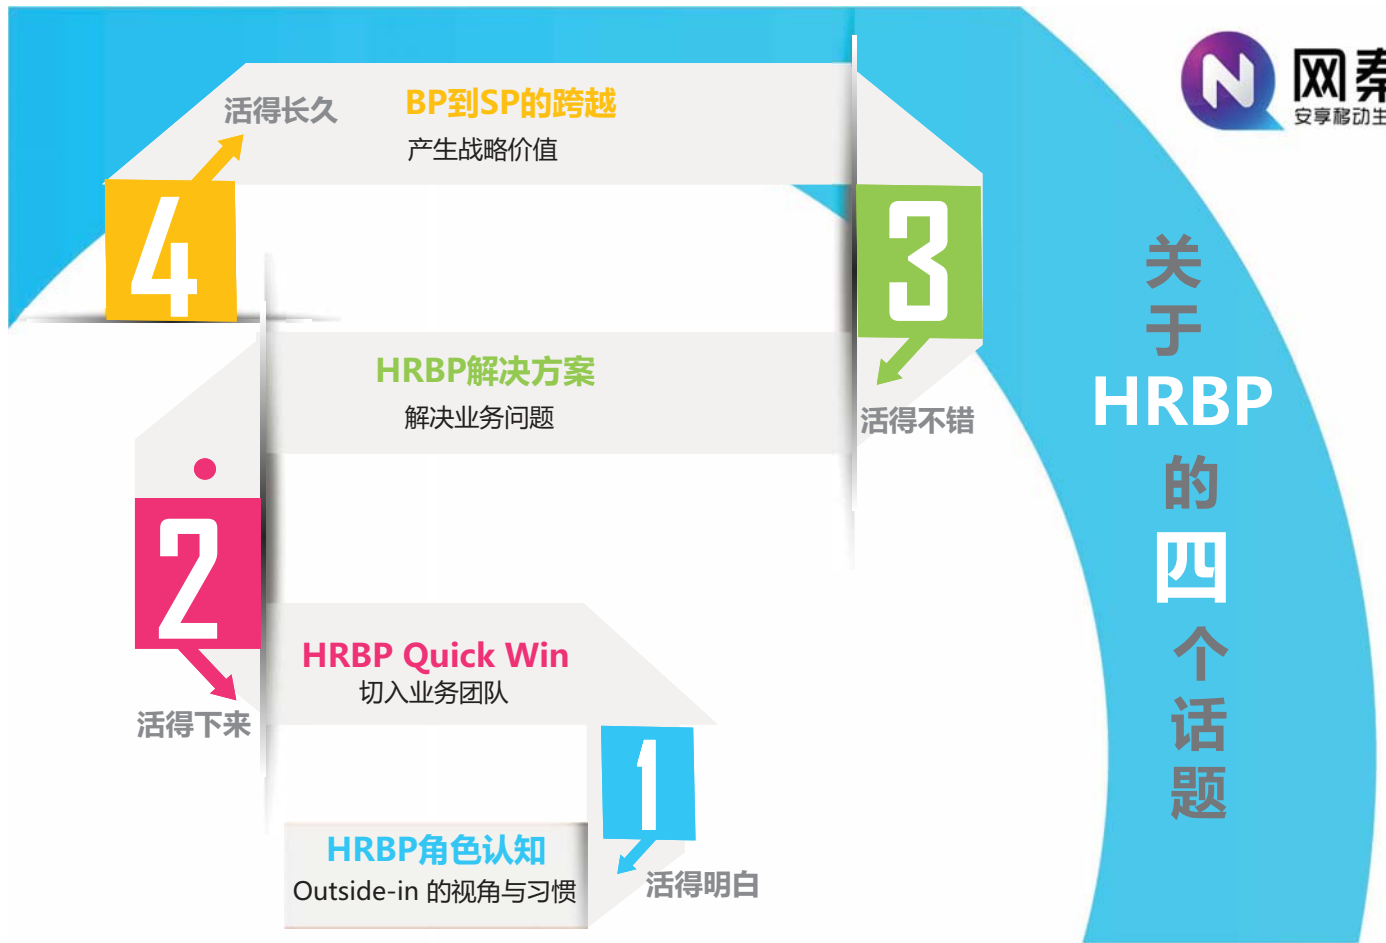 网秦
安享移动生
活得长久
BP到SP的跨越
产生战略价值
4
3
HRBP解决方案
解决业务问题
活得不错
2
HRBP Quick Win
切入业务团队
活得下来
1
HRBP角色认知
Outside-in 的视角与习惯
活得明白
关
于
HRBP
的
四
个
话
题